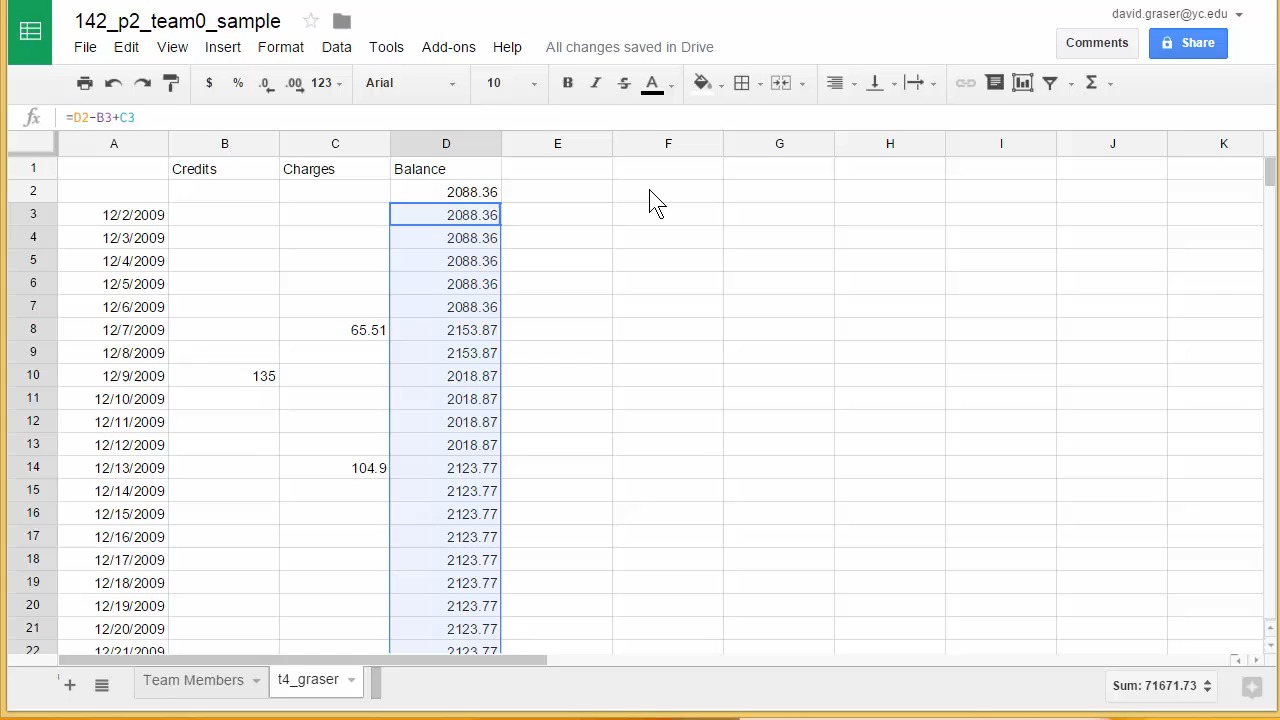 142_p2_team0_sample
david.graser@yc.edu
File Edit View Insert Format Data Tools Add-ons Help All changes saved in Drive
Comments Share
$ % .0 .00 123 Arial 10 B I S A Σ
fx =D2-B3+C3
A B C D E F G H I J K
1 Credits Charges Balance
2 2088.36
3 12/2/2009 2088.36
4 12/3/2009 2088.36
5 12/4/2009 2088.36
6 12/5/2009 2088.36
7 12/6/2009 2088.36
8 12/7/2009 65.51 2153.87
9 12/8/2009 2153.87
10 12/9/2009 135 2018.87
11 12/10/2009 2018.87
12 12/11/2009 2018.87
13 12/12/2009 2018.87
14 12/13/2009 104.9 2123.77
15 12/14/2009 2123.77
16 12/15/2009 2123.77
17 12/16/2009 2123.77
18 12/17/2009 2123.77
19 12/18/2009 2123.77
20 12/19/2009 2123.77
21 12/20/2009 2123.77
22 12/21/2009 2123.77
Team Members t4_graser Sum: 71671.73